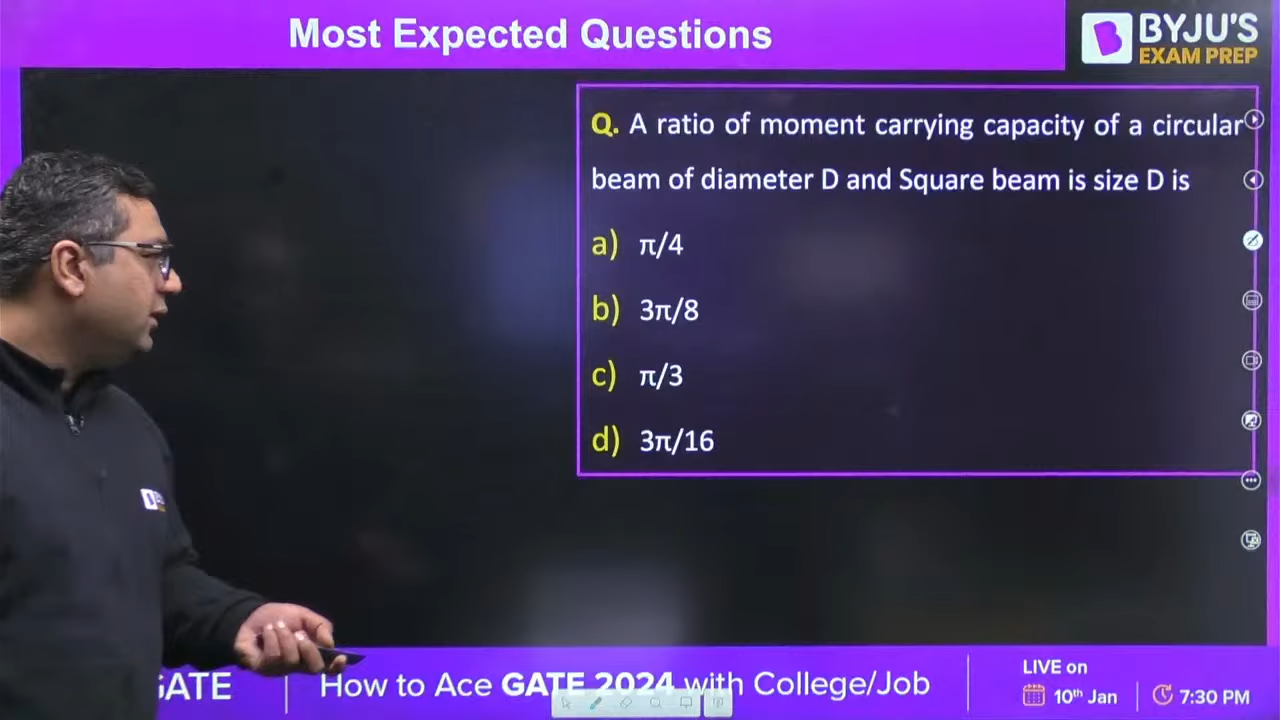 Most Expected Questions
BYJU'S
EXAM PREP
Q. A ratio of moment carrying capacity of a circular
beam of diameter D and Square beam is size D is
a) π/4
b) 3π/8
c) π/3
d) 3π/16
GATE
How to Ace GATE 2024 with College/Job
LIVE on
10th Jan
7:30 PM